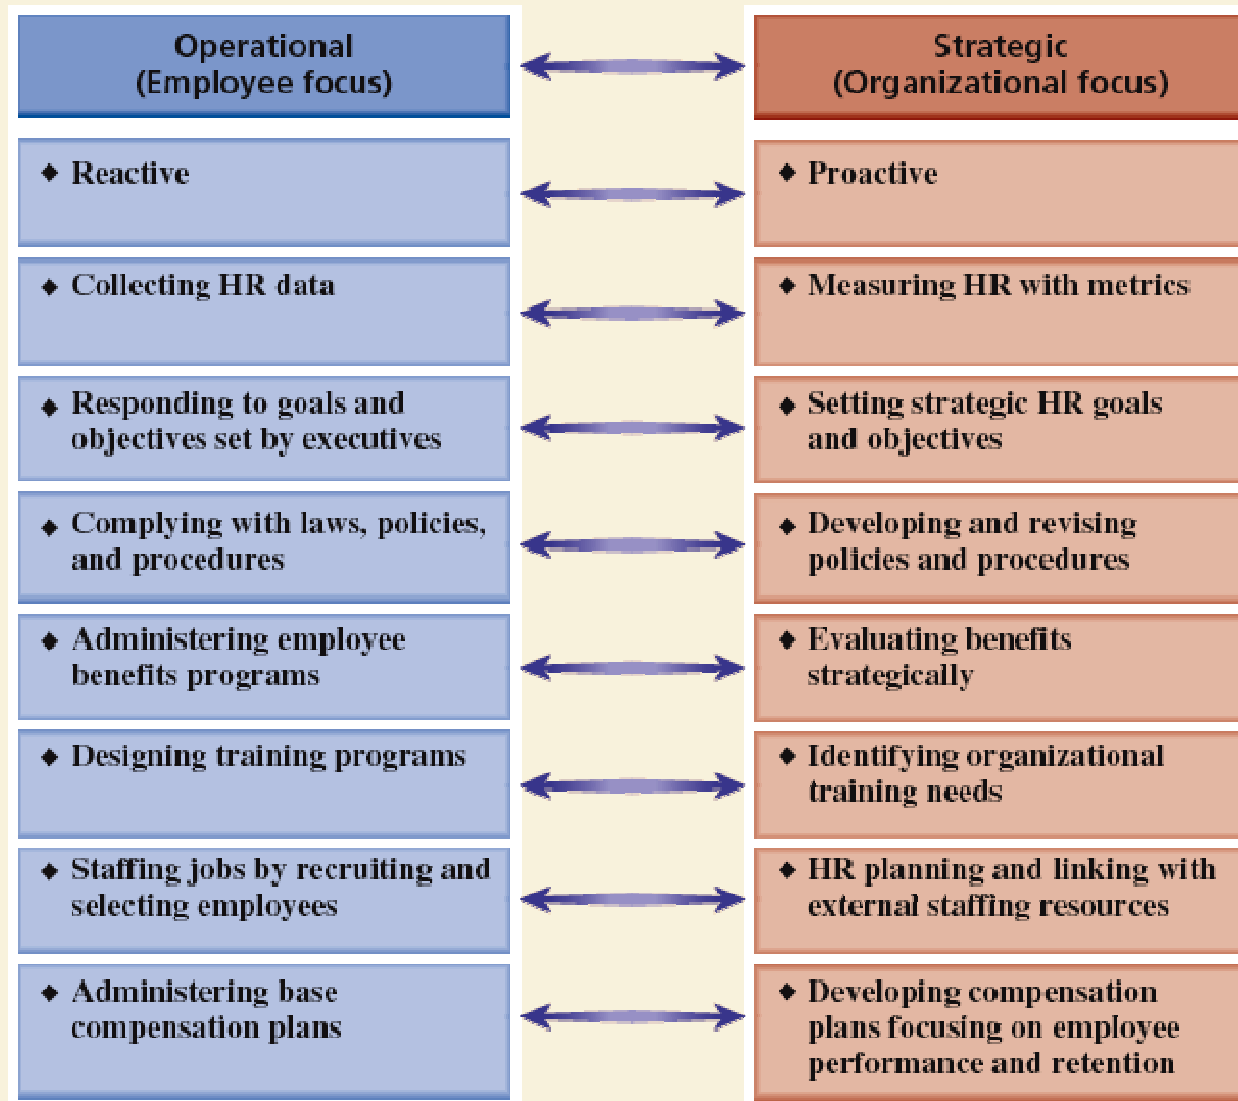 Operational
(Employee focus)
Strategic
(Organizational focus)
◆ Reactive
◆ Proactive
◆ Collecting HR data
◆ Measuring HR with metrics
◆ Responding to goals and
objectives set by executives
◆ Setting strategic HR goals
and objectives
◆ Complying with laws, policies,
and procedures
◆ Developing and revising
policies and procedures
◆ Administering employee
benefits programs
◆ Evaluating benefits
strategically
◆ Designing training programs
◆ Identifying organizational
training needs
◆ Staffing jobs by recruiting and
selecting employees
◆ HR planning and linking with
external staffing resources
◆ Administering base
compensation plans
◆ Developing compensation
plans focusing on employee
performance and retention